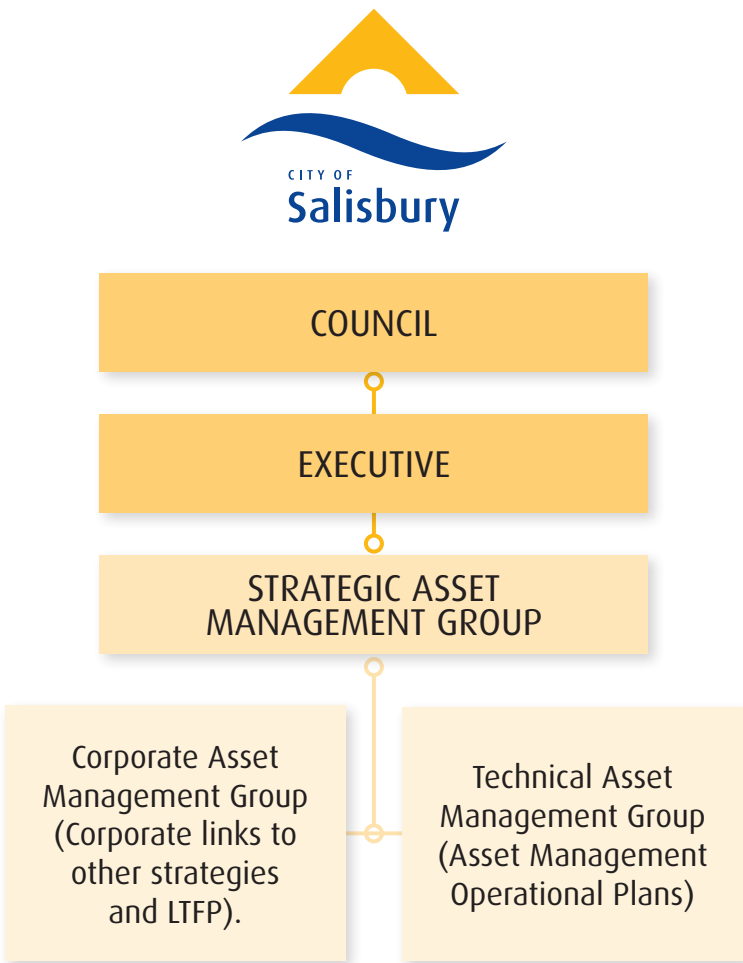 CITY OF
Salisbury
COUNCIL
EXECUTIVE
STRATEGIC ASSET
MANAGEMENT GROUP
Corporate Asset
Management Group
(Corporate links to
other strategies
and LTFP).
Technical Asset
Management Group
(Asset Management
Operational Plans)